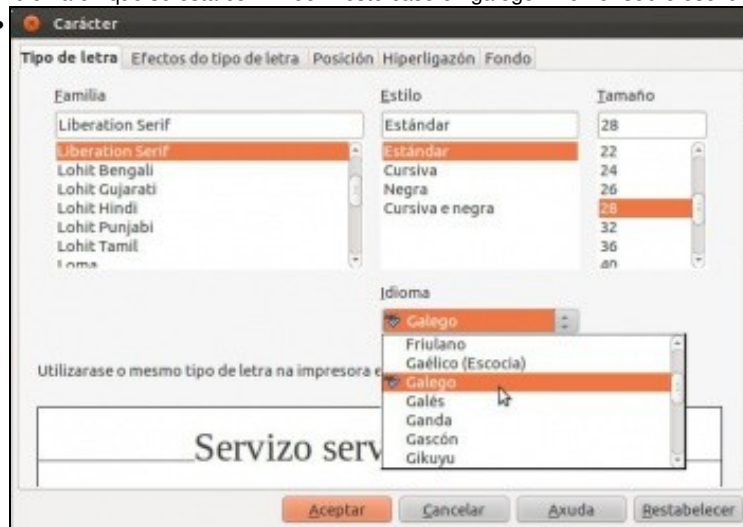 Carácter
Tipo de letra Efectos do tipo de letra Posición Hiperligazón Fondo
Familia Estilo Tamaño
Liberation Serif Estándar 28
Liberation Serif Estándar 22
Lohit Bengali Cursiva 24
Lohit Gujarati Negra 26
Lohit Hindi Cursiva e negra 28
Lohit Punjabi 32
Lohit Tamil 36
Loma 40
Idioma
Galego
Friulano
Gaélico (Escocia)
Utilizarase o mesmo tipo de letra na impresora
Galego
Galés
Ganda
Gascón
Gikuyu
Servizo
Aceptar Cancelar Axuda Restabelecer